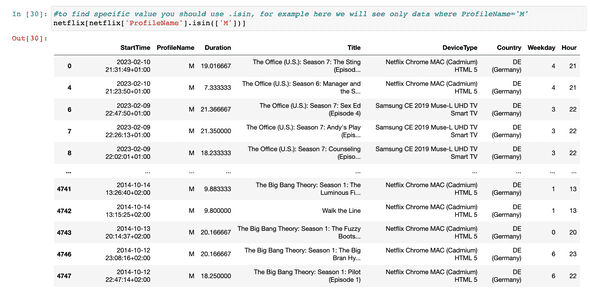 In [30]: #to find specific value you should use .isin, for example here we will see only data where ProfileName='M'
netflix[netflix['ProfileName'].isin(['M'])]
Out[30]:
StartTime ProfileName Duration Title DeviceType Country Weekday Hour
0 2023-02-10 21:31:49+01:00 M 19.016667 The Office (U.S.): Season 7: The Sting (Episod... Netflix Chrome MAC (Cadmium) HTML 5 DE (Germany) 4 21
4 2023-02-10 21:23:50+01:00 M 7.333333 The Office (U.S.): Season 6: Manager and the S... Netflix Chrome MAC (Cadmium) HTML 5 DE (Germany) 4 21
6 2023-02-09 22:47:50+01:00 M 21.366667 The Office (U.S.): Season 7: Sex Ed (Episode 4) Samsung CE 2019 Muse-L UHD TV Smart TV DE (Germany) 3 22
7 2023-02-09 22:26:13+01:00 M 21.350000 The Office (U.S.): Season 7: Andy's Play (Epis... Samsung CE 2019 Muse-L UHD TV Smart TV DE (Germany) 3 22
8 2023-02-09 22:02:01+01:00 M 18.233333 The Office (U.S.): Season 7: Counseling (Episo... Samsung CE 2019 Muse-L UHD TV Smart TV DE (Germany) 3 22
... ... ... ... ... ... ... ... ...
4741 2014-10-14 13:26:40+02:00 M 9.883333 The Big Bang Theory: Season 1: The Luminous Fi... Netflix Chrome MAC (Cadmium) HTML 5 DE (Germany) 1 13
4742 2014-10-14 13:15:25+02:00 M 9.800000 Walk the Line Netflix Chrome MAC (Cadmium) HTML 5 DE (Germany) 1 13
4743 2014-10-13 20:14:37+02:00 M 20.166667 The Big Bang Theory: Season 1: The Fuzzy Boots... Netflix Chrome MAC (Cadmium) HTML 5 DE (Germany) 0 20
4746 2014-10-12 23:08:16+02:00 M 20.166667 The Big Bang Theory: Season 1: The Big Bran Hy... Netflix Chrome MAC (Cadmium) HTML 5 DE (Germany) 6 23
4747 2014-10-12 22:47:14+02:00 M 18.250000 The Big Bang Theory: Season 1: Pilot (Episode 1) Netflix Chrome MAC (Cadmium) HTML 5 DE (Germany) 6 22